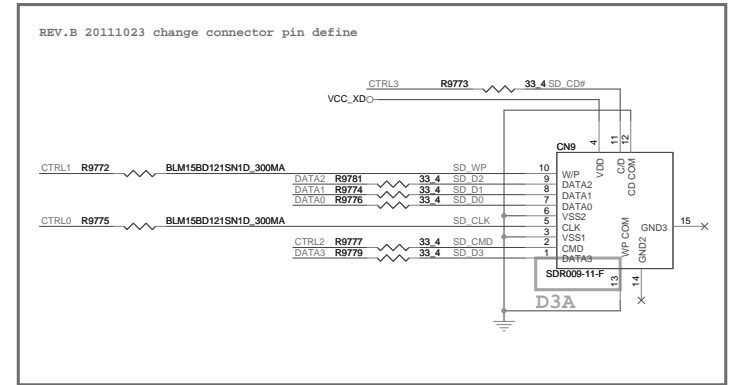 REV.B 20111023 change connector pin define
CTRL3 R9773 33_4 SD_CD#
VCC_XD
4 11 12
CN9
VDD C/D CD COM
CTRL1 R9772 BLM15BD121SN1D_300MA SD_WP 10 W/P
DATA2 R9781 33_4 SD_D2 9 DATA2
DATA1 R9774 33_4 SD_D1 8 DATA1
DATA0 R9776 33_4 SD_D0 7 DATA0
6 VSS2
CTRL0 R9775 BLM15BD121SN1D_300MA SD_CLK 5 CLK
3 VSS1
CTRL2 R9777 33_4 SD_CMD 2 CMD
DATA3 R9779 33_4 SD_D3 1 DATA3
WP COM GND2 GND3 15
SDR009-11-F
13 14
D3A